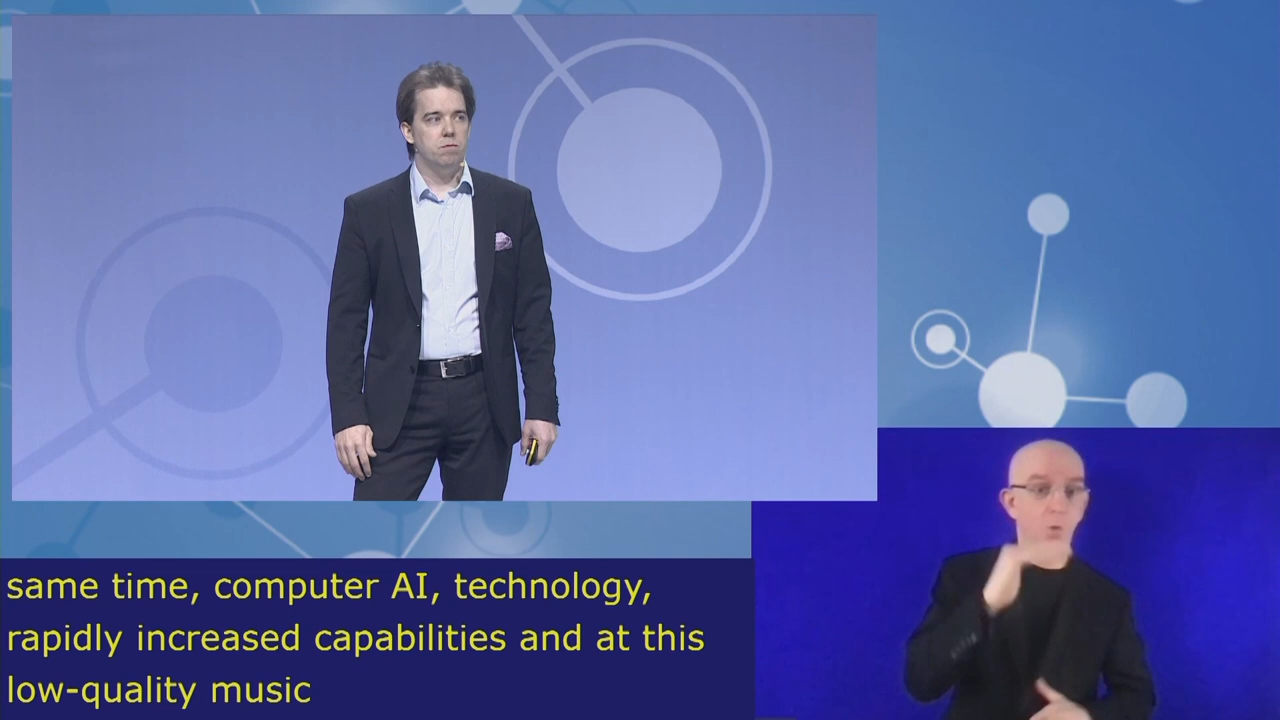 same time, computer AI, technology,
rapidly increased capabilities and at this
low-quality music